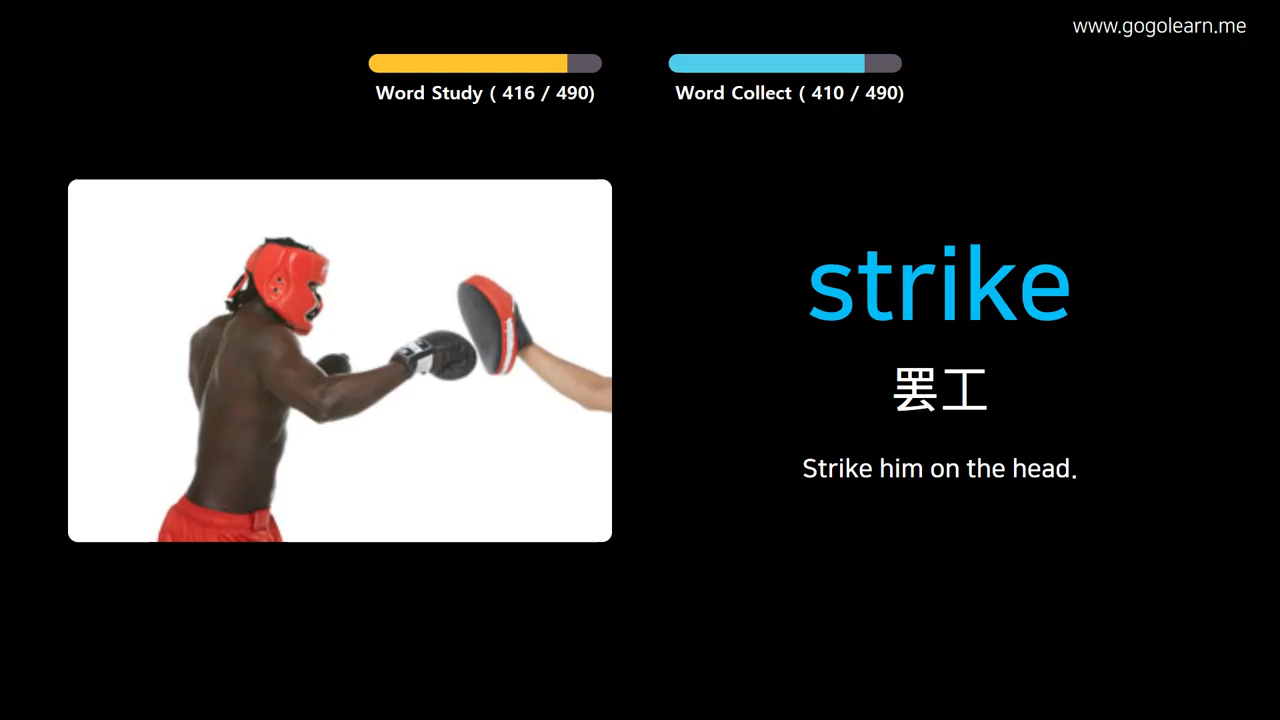 www.gogolearn.me
Word Study ( 416 / 490)
Word Collect ( 410 / 490)
strike
罢工
Strike him on the head.